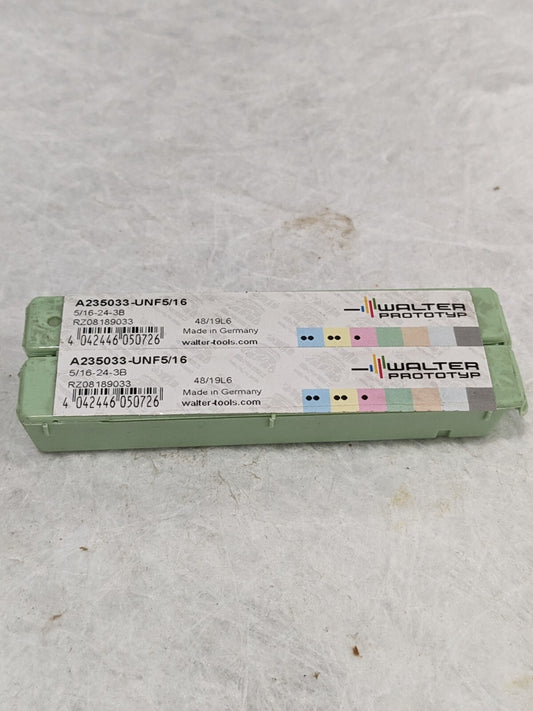 A235033-UNF5/16
5/16-24-3B
RZ08189033
48/19L6
Made in Germany
4 042446 050726
walter-tools.com
WALTER
PROTOTYP
A235033-UNF5/16
5/16-24-3B
RZ08189033
48/19L6
Made in Germany
4 042446 050726
walter-tools.com
WALTER
PROTOTYP